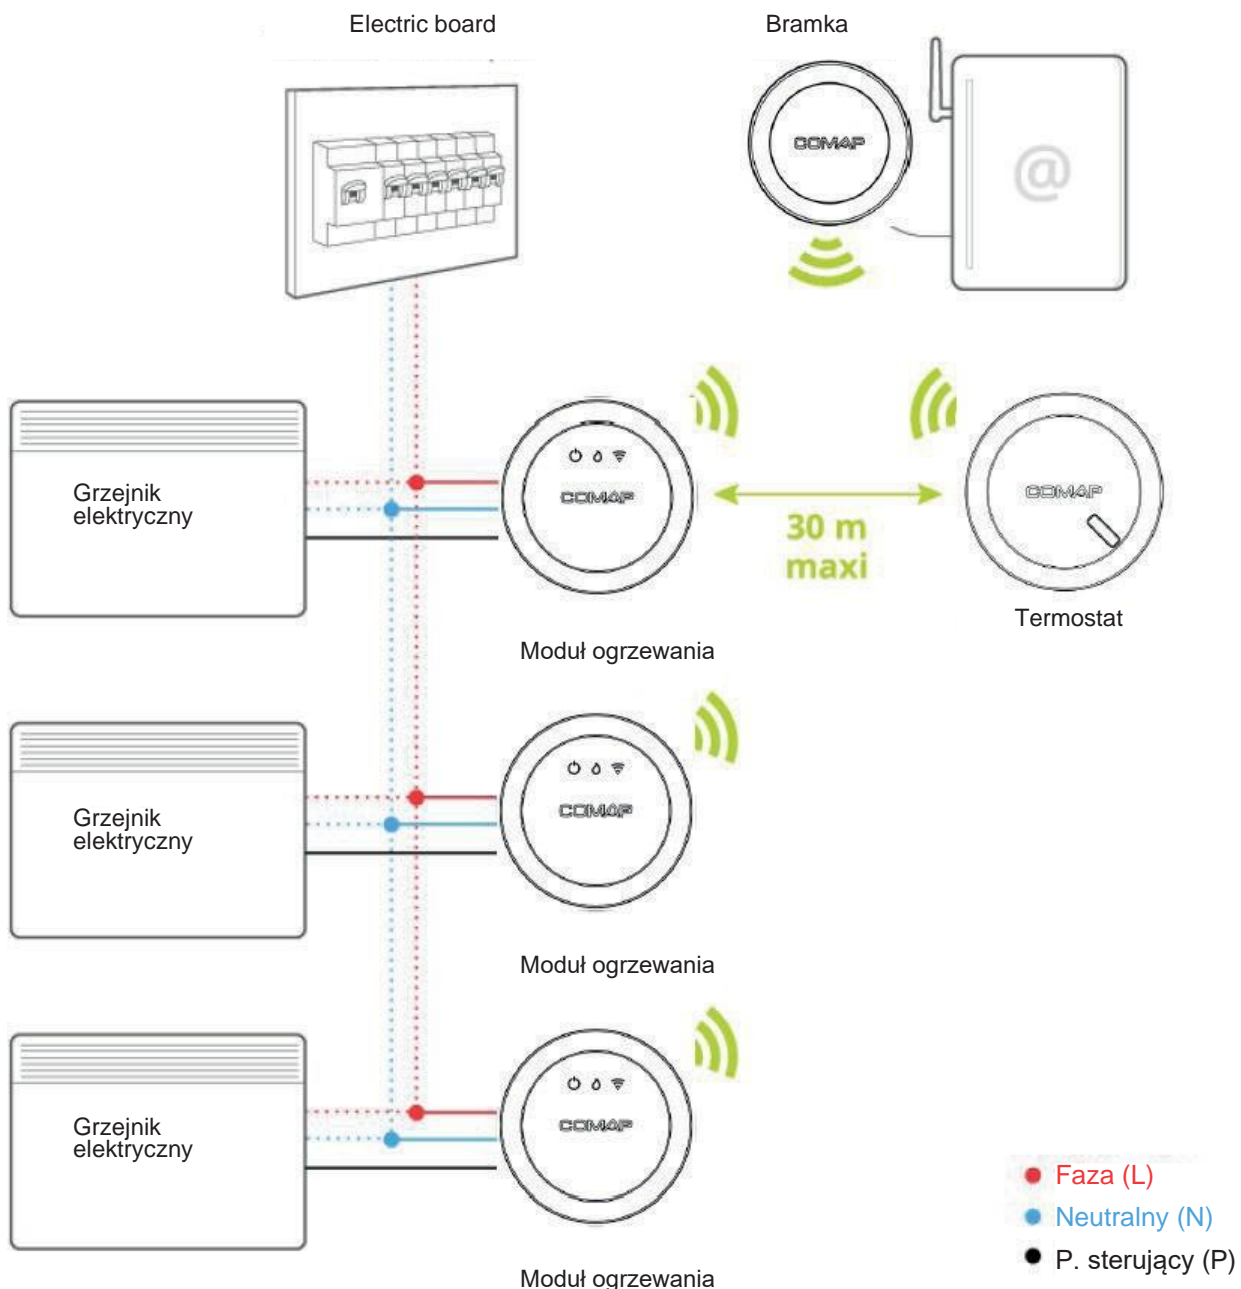 Electric board
Bramka
COMAP
@
Grzejnik
elektryczny
COMAP
30 m
maxi
COMAP
Termostat
Moduł ogrzewania
Grzejnik
elektryczny
COMAP
Moduł ogrzewania
Grzejnik
elektryczny
COMAP
Moduł ogrzewania
Faza (L)
Neutralny (N)
P. sterujący (P)